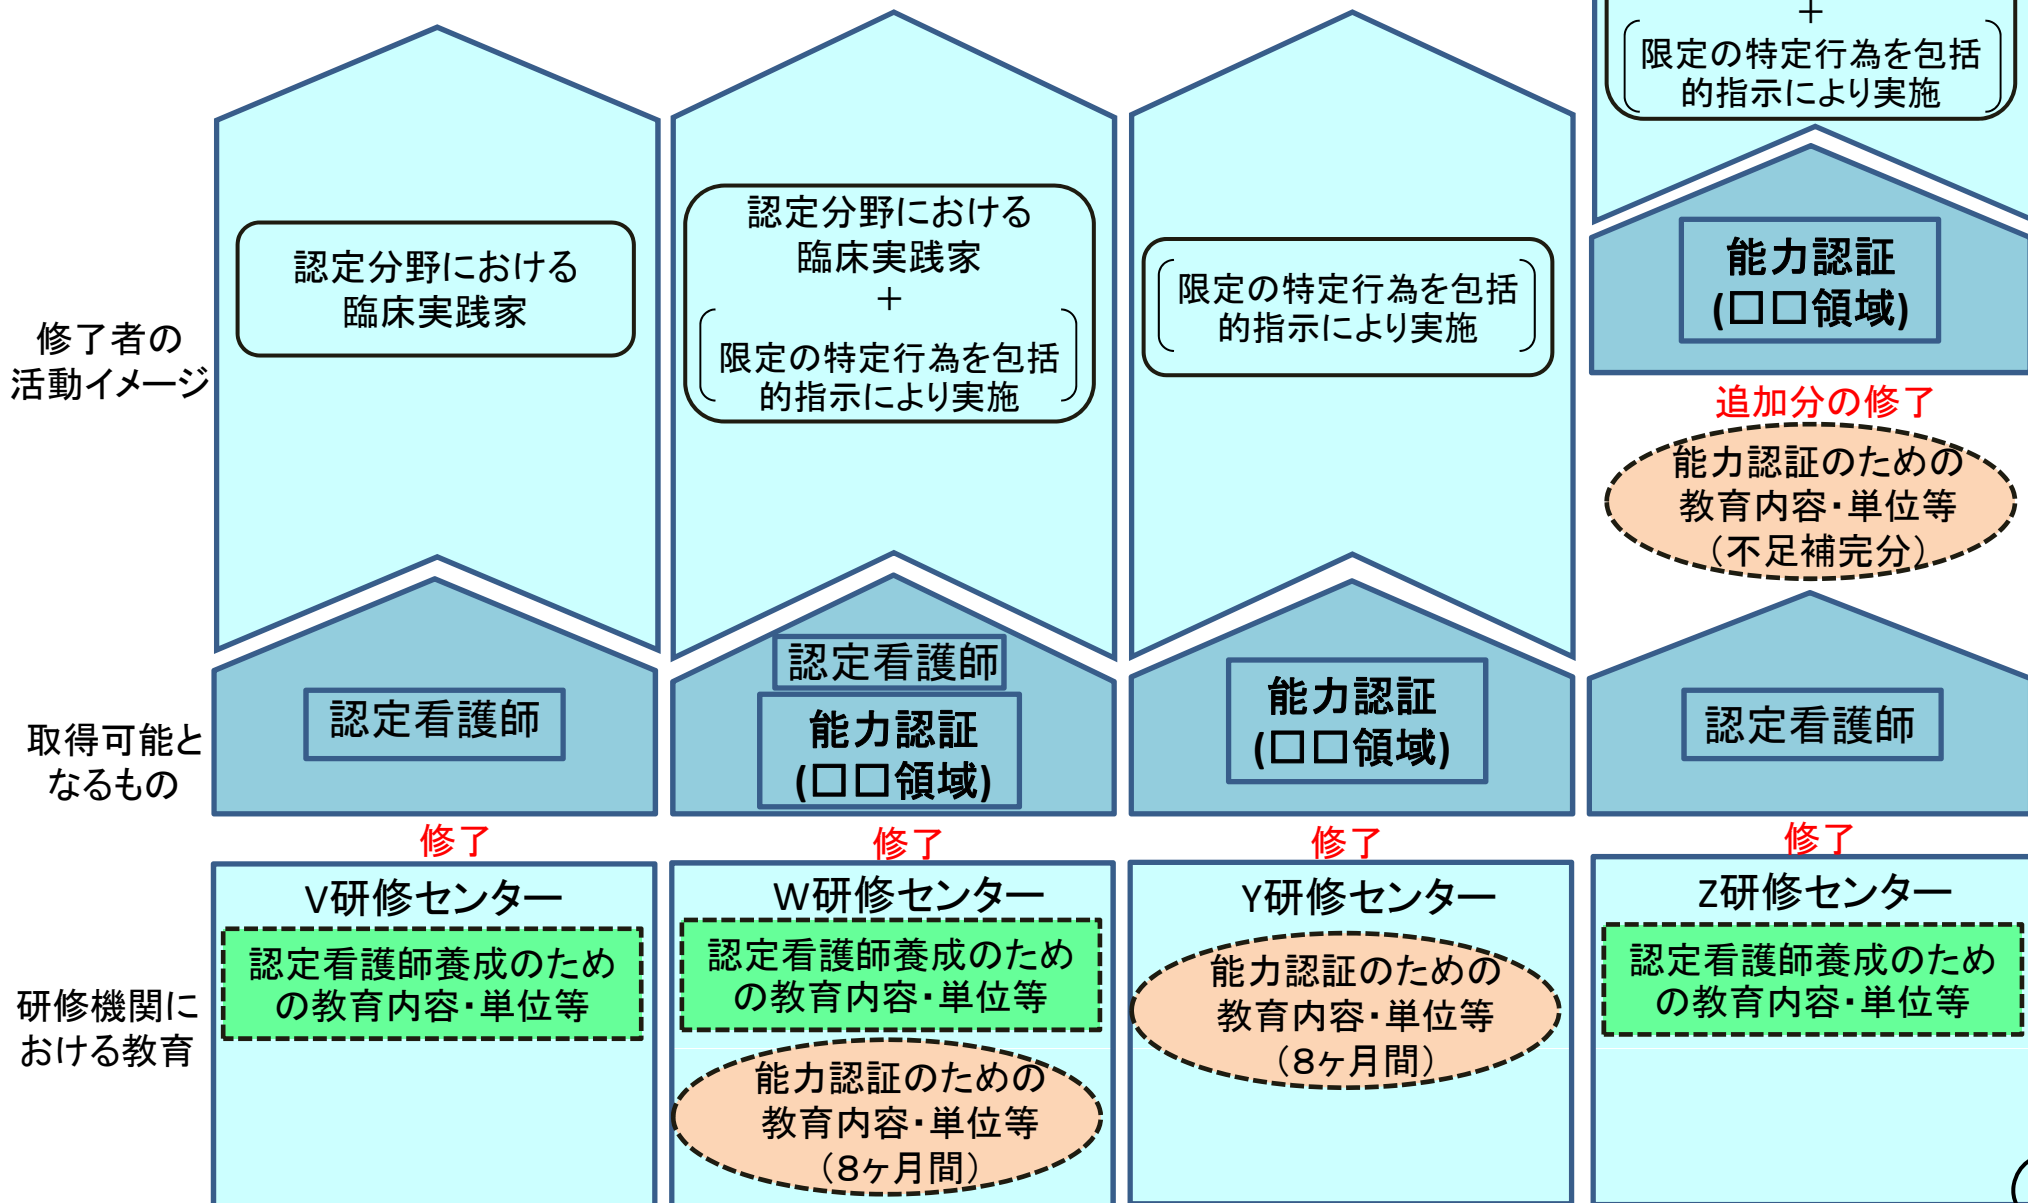 ＋
限定の特定行為を包括
的指示により実施
修了者の
活動イメージ
認定分野における
臨床実践家
認定分野における
臨床実践家
＋
限定の特定行為を包括
的指示により実施
限定の特定行為を包括
的指示により実施
能力認証
(□□領域)
追加分の修了
能力認証のための
教育内容・単位等
（不足補完分）
取得可能と
なるもの
認定看護師
認定看護師
能力認証
(□□領域)
能力認証
(□□領域)
認定看護師
修了
修了
修了
修了
研修機関に
おける教育
V研修センター
認定看護師養成のため
の教育内容・単位等
W研修センター
認定看護師養成のため
の教育内容・単位等
能力認証のための
教育内容・単位等
（8ヶ月間）
Y研修センター
能力認証のための
教育内容・単位等
（8ヶ月間）
Z研修センター
認定看護師養成のため
の教育内容・単位等